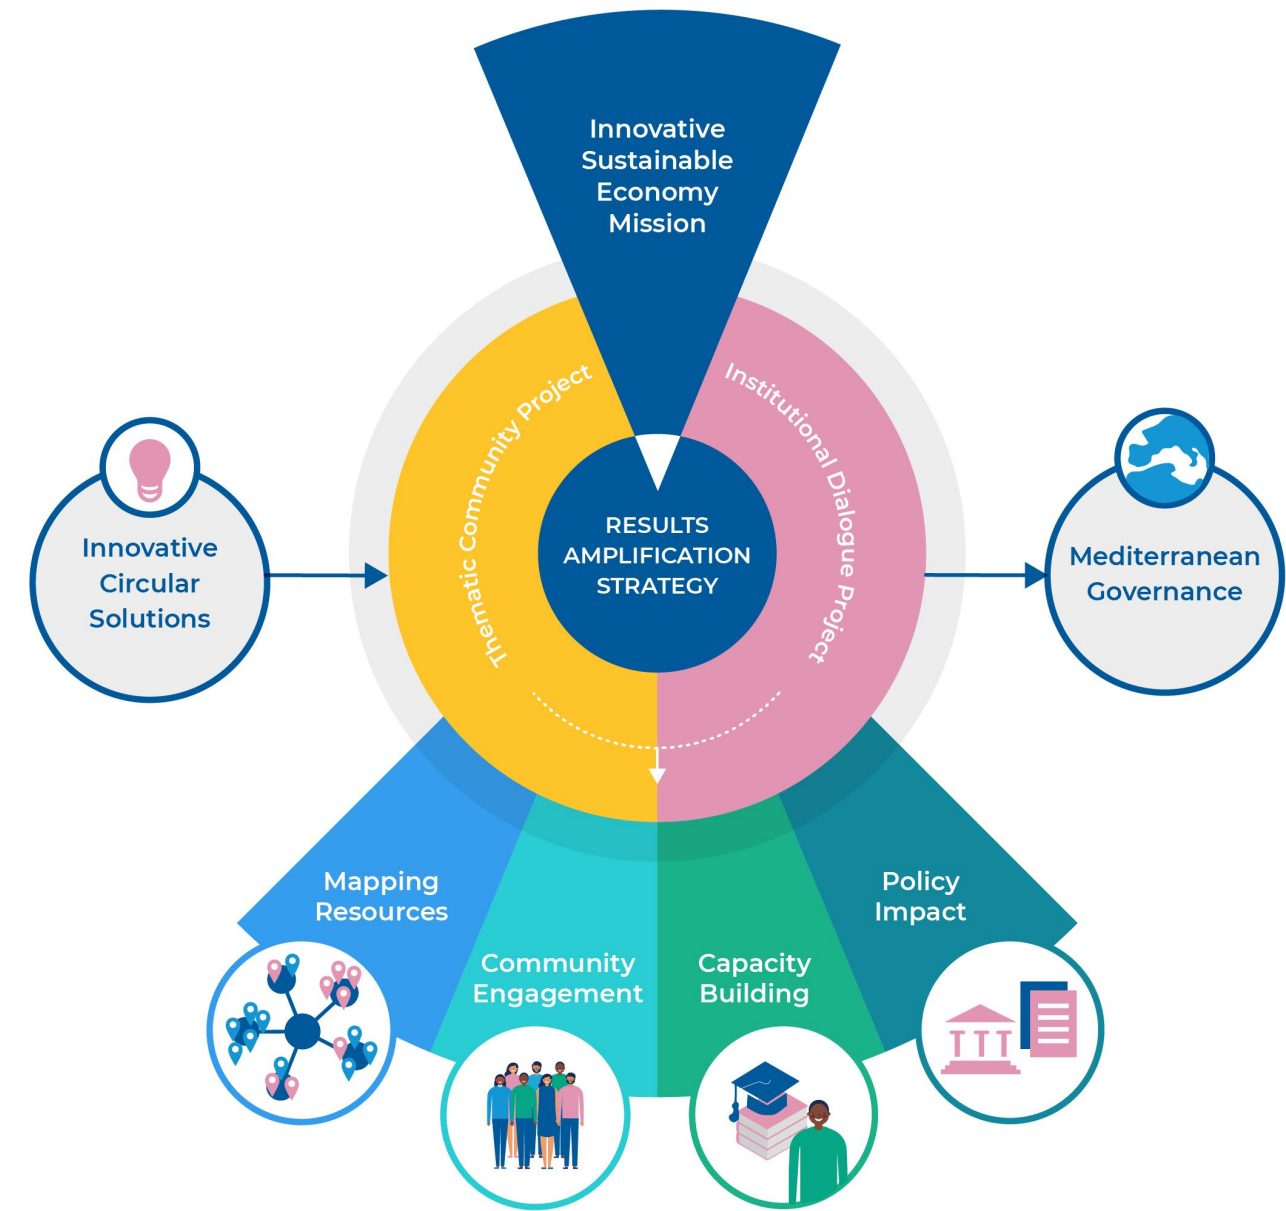 Innovative
Sustainable
Economy
Mission
Thematic Community Project
Institutional Dialogue Project
RESULTS
AMPLIFICATION
STRATEGY
Innovative
Circular
Solutions
Mediterranean
Governance
Mapping
Resources
Community
Engagement
Capacity
Building
Policy
Impact